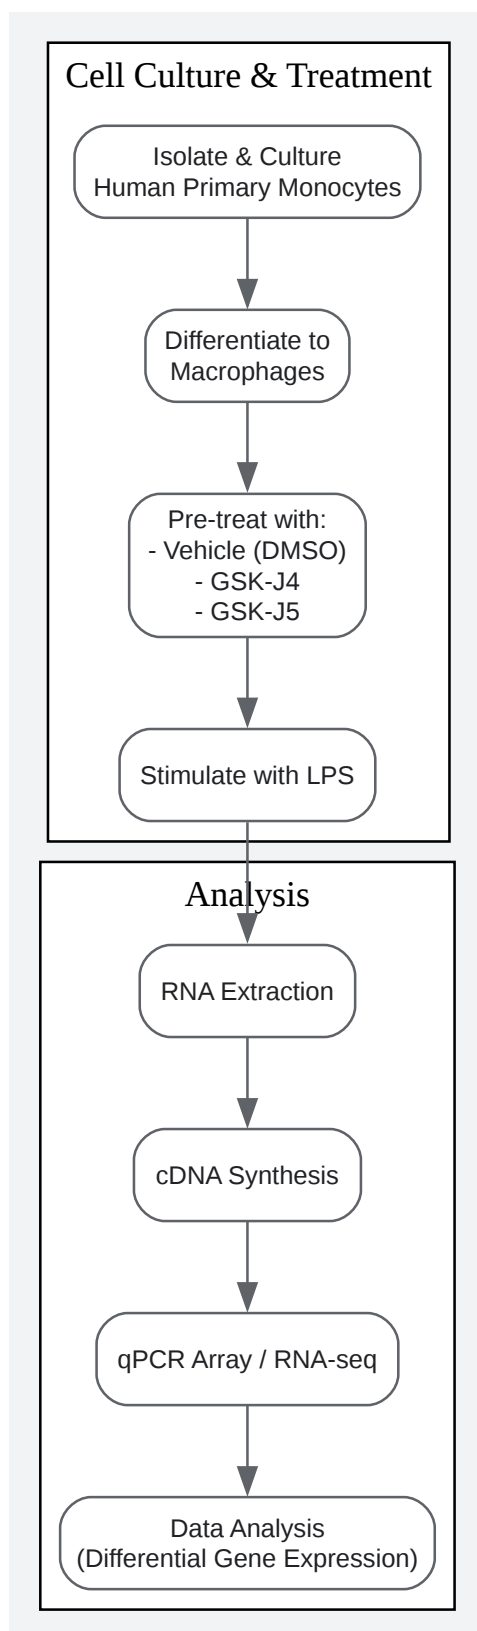 Cell Culture & Treatment
Isolate & Culture
Human Primary Monocytes
Differentiate to
Macrophages
Pre-treat with:
- Vehicle (DMSO)
- GSK-J4
- GSK-J5
Stimulate with LPS
Analysis
RNA Extraction
cDNA Synthesis
qPCR Array / RNA-seq
Data Analysis
(Differential Gene Expression)